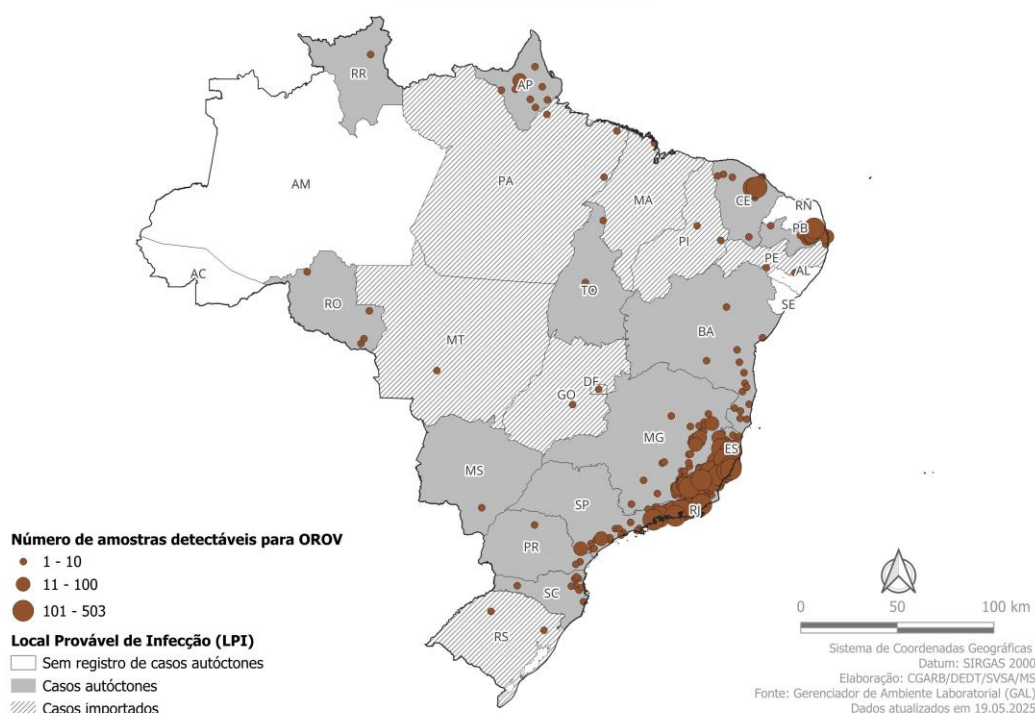 RR
AP
AM
PA
MA
CE
RÑ
PB
PI
PE
AL
AC
SE
RO
TO
BA
MT
DF
GO
MG
ES
MS
SP
RJ
PR
SC
RS
Número de amostras detectáveis para OROV
1 - 10
11 - 100
101 - 503
Local Provável de Infecção (LPI)
Sem registro de casos autóctones
Casos autóctones
Casos importados
0 50 100 km
Sistema de Coordenadas Geográficas
Datum: SIRGAS 2000
Elaboração: CGARB/DEDT/SVSA/MS
Fonte: Gerenciador de Ambiente Laboratorial (GAL)
Dados atualizados em 19.05.2025